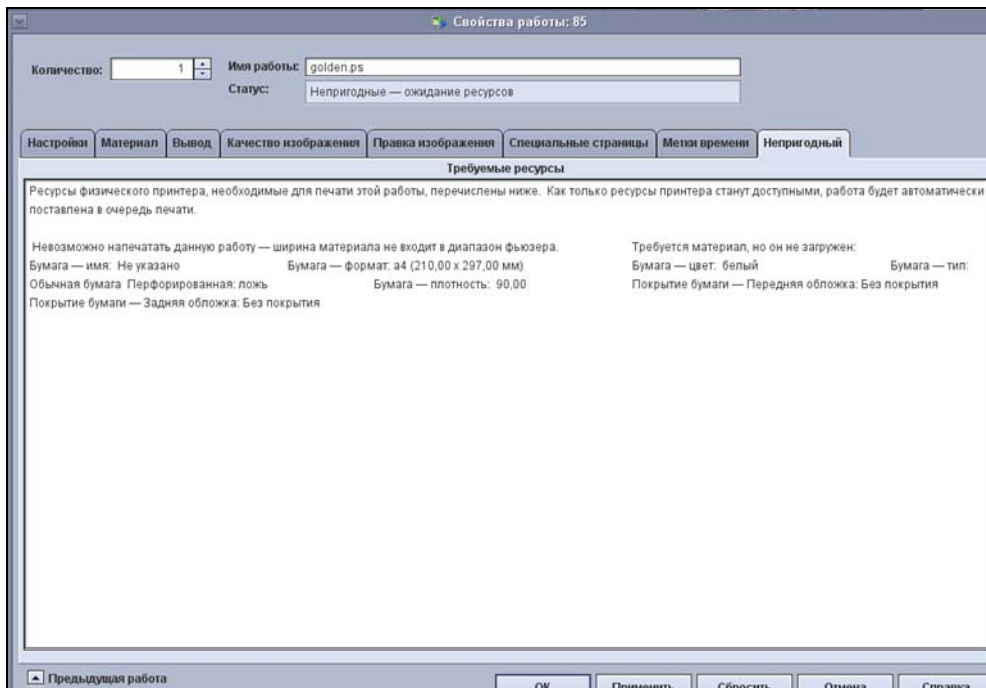 Свойства работы: 85
Количество: 1 Имя работы: golden.ps
Статус: Непригодные — ожидание ресурсов
Настройки Материал Вывод Качество изображения Правка изображения Специальные страницы Метки времени Непригодный
Требуемые ресурсы
Ресурсы физического принтера, необходимые для печати этой работы, перечислены ниже. Как только ресурсы принтера станут доступными, работа будет автоматически
поставлена в очередь печати.
Невозможно напечатать данную работу — ширина материала не входит в диапазон фьюзера. Требуется материал, но он не загружен:
Бумага — имя: Не указано Бумага — формат: a4 (210,00 x 297,00 мм) Бумага — цвет: белый Бумага — тип:
Обычная бумага Перфорированная: ложь Бумага — плотность: 90,00 Покрытие бумаги — Передняя обложка: Без покрытия
Покрытие бумаги — Задняя обложка: Без покрытия
Предыдущая работа
OK Применить Сбросить Отмена Справка